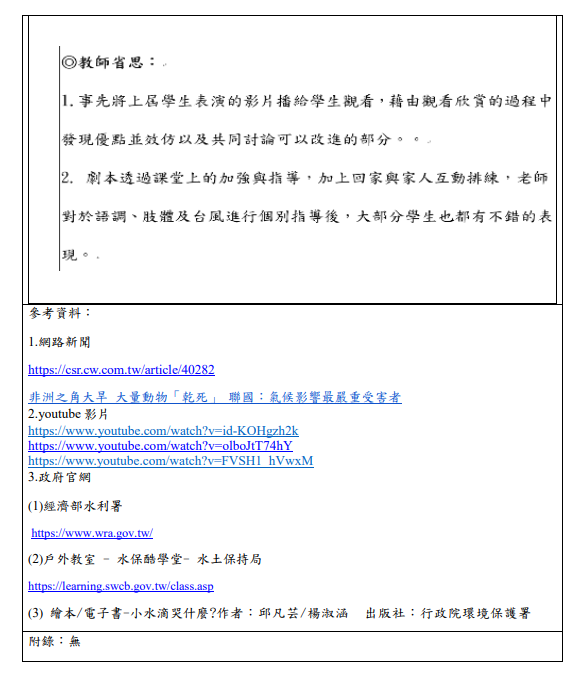 ◎教師省思：
1. 事先將上屆學生表演的影片播給學生觀看，藉由觀看欣賞的過程中
發現優點並效仿以及共同討論可以改進的部分。。
2. 劇本透過課堂上的加強與指導，加上回家與家人互動排練，老師
對於語調、肢體及台風進行個別指導後，大部分學生也都有不錯的表
現。
參考資料：
1.網路新聞
https://csr.cw.com.tw/article/40282
非洲之角大旱 大量動物「乾死」 聯國：氣候影響最嚴重受害者
2.youtube 影片
https://www.youtube.com/watch?v=id-KOHgzh2k
https://www.youtube.com/watch?v=olboJtT74hY
https://www.youtube.com/watch?v=FVSH1_hVwxM
3.政府官網
(1)經濟部水利署
https://www.wra.gov.tw/
(2)戶外教室 - 水保酷學堂- 水土保持局
https://learning.swcb.gov.tw/class.asp
(3) 繪本/電子書-小水滴哭什麼?作者：邱凡芸/楊淑涵 出版社：行政院環境保護署
附錄：無